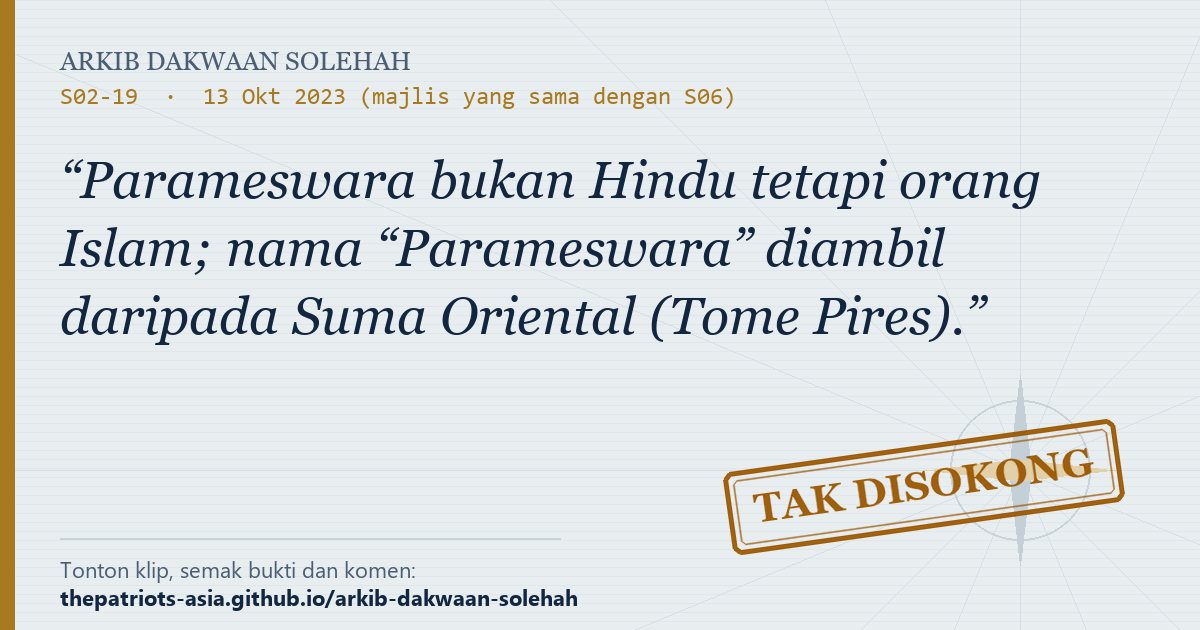 ARKIB DAKWAAN SOLEHAH
S02-19 · 13 Okt 2023 (majlis yang sama dengan S06)
“Parameswara bukan Hindu tetapi orang
Islam; nama “Parameswara” diambil
daripada Suma Oriental (Tome Pires).”
TAK DISOKONG
Tonton klip, semak bukti dan komen:
thepatriots-asia.github.io/arkib-dakwaan-solehah